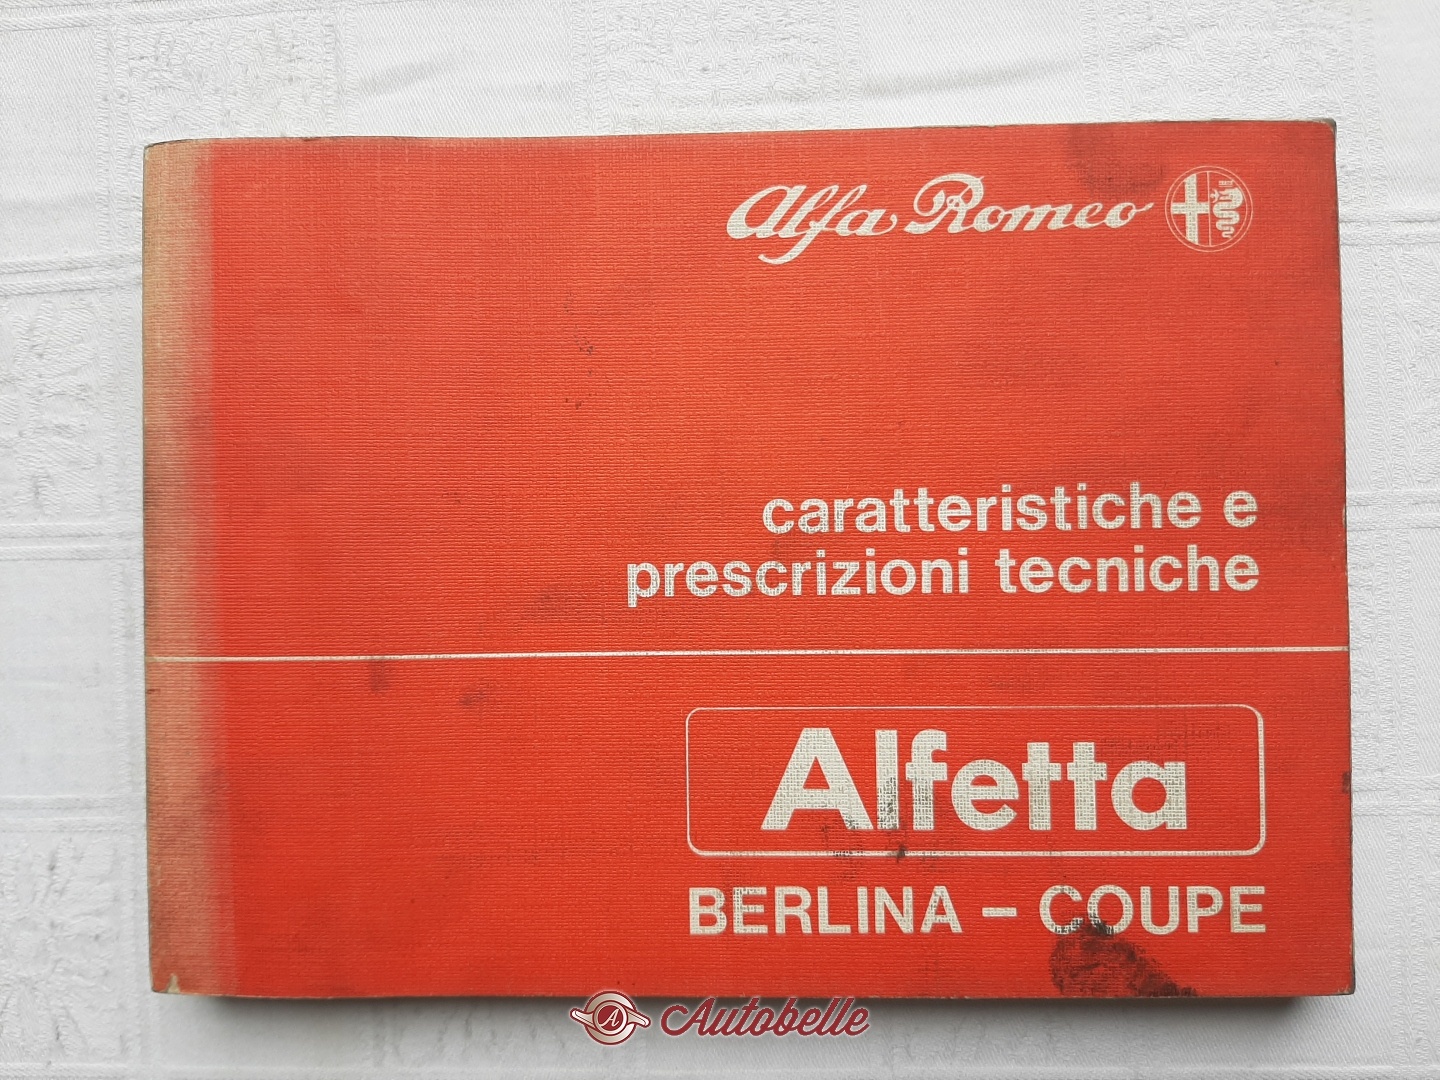 Alfa Romeo
caratteristiche e
prescrizioni tecniche
Alfetta
BERLINA – COUPE
A Autobelle